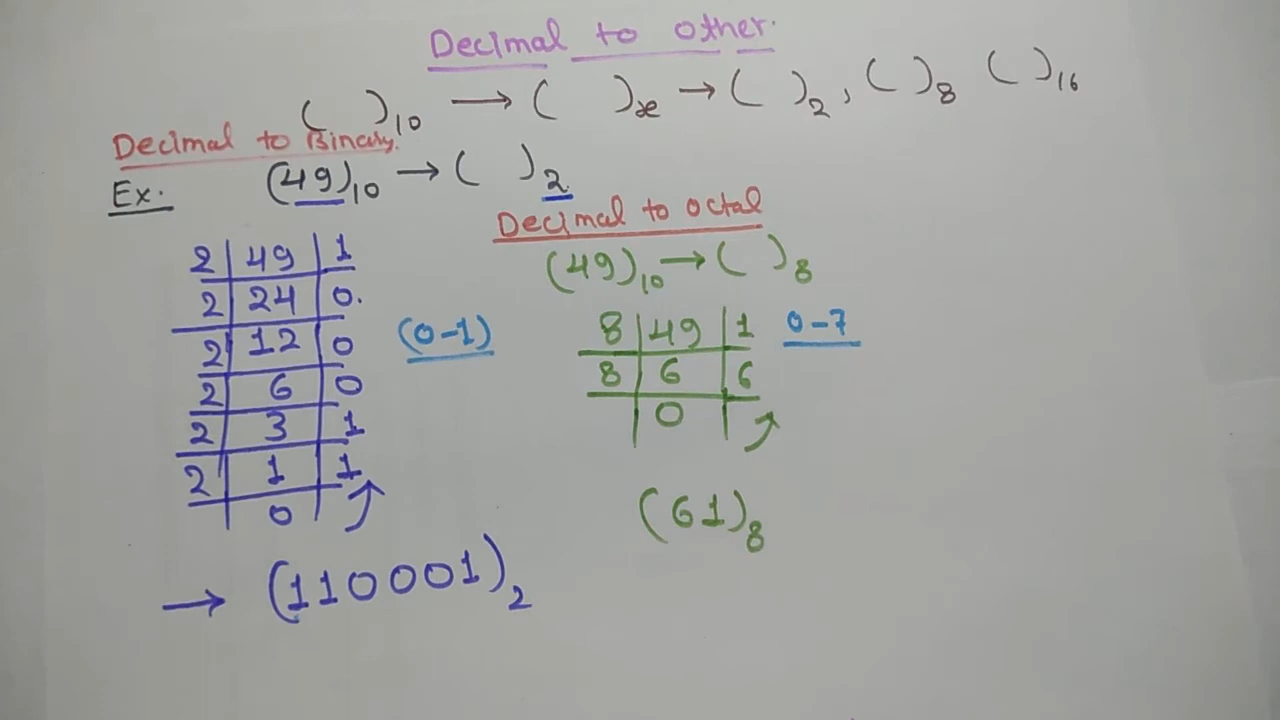 Decimal to other.
( )10 → ( )x → ( )2, ( )8 ( )16
Decimal to Binary.
Ex. (49)10 → ( )2
2 | 49 | 1
2 | 24 | 0.
2 | 12 | 0
2 | 6 | 0
2 | 3 | 1
2 | 1 | 1
0
(0-1)
→ (110001)2
Decimal to octal
(49)10 → ( )8
8 | 49 | 1
8 | 6 | 6
0
0-7
(61)8